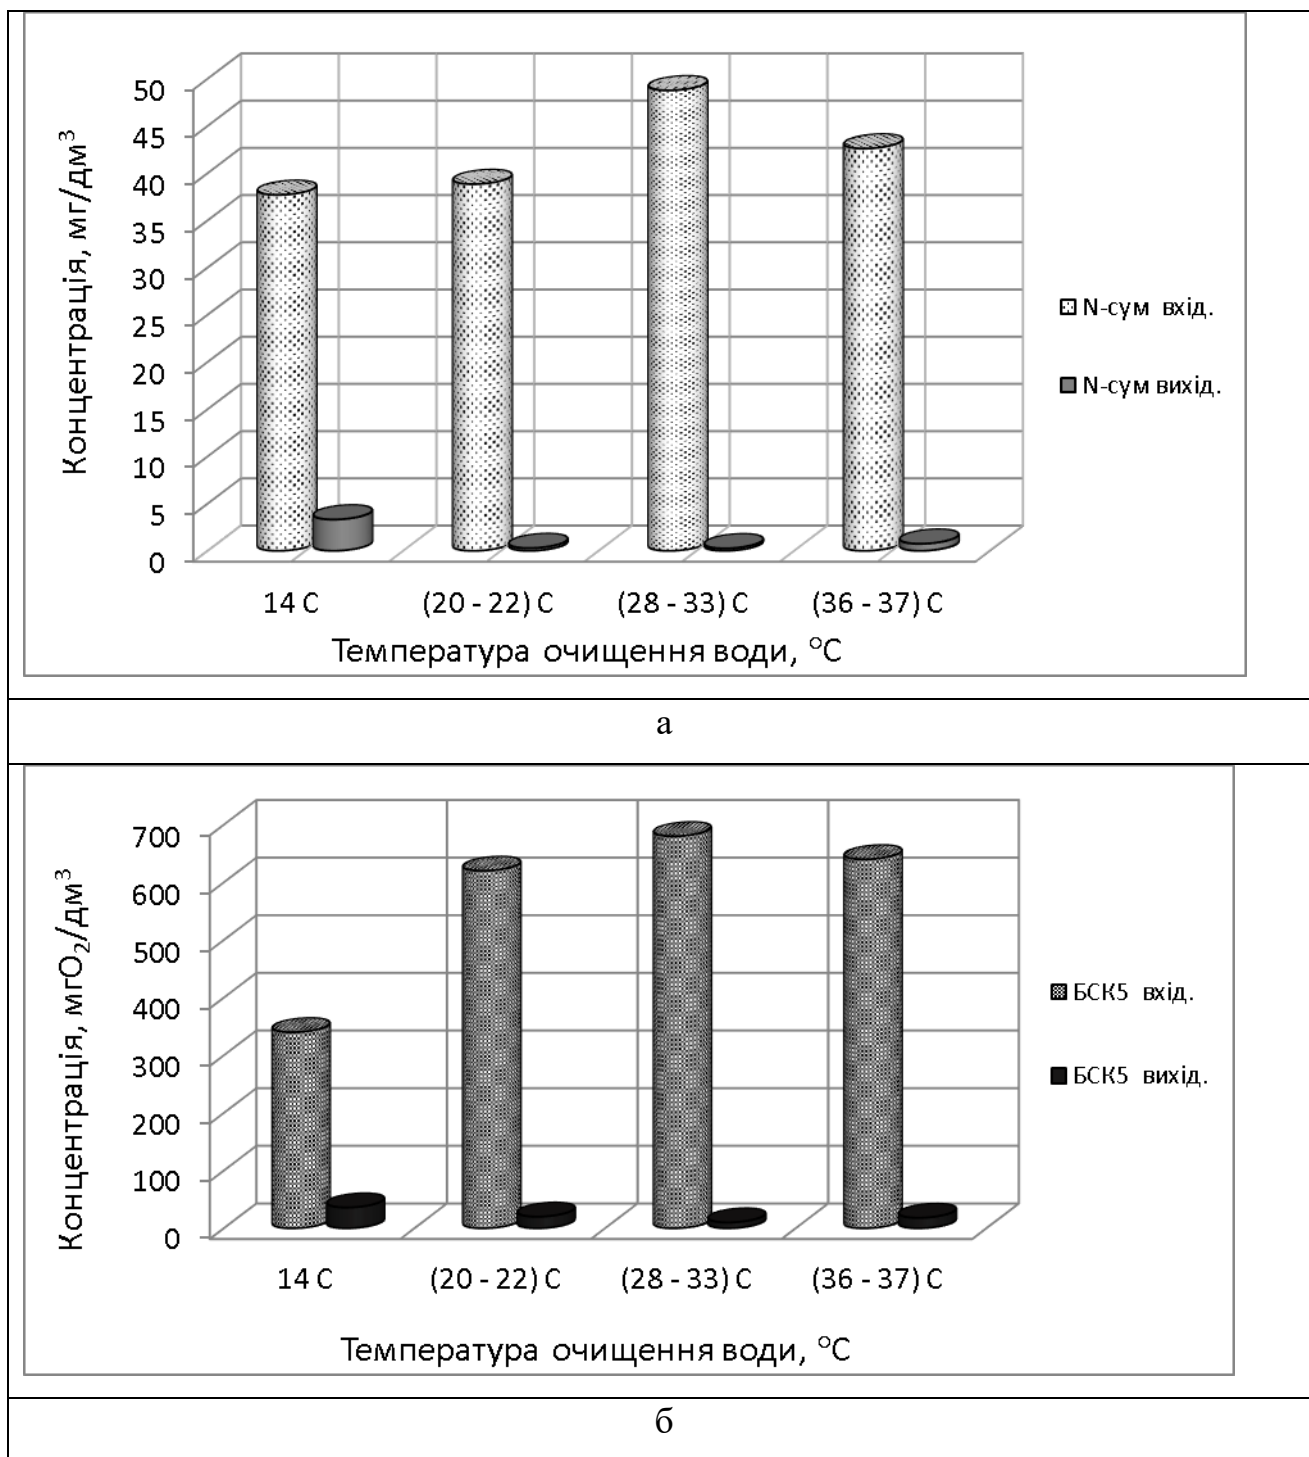 Концентрація, мг/дм³
50
45
40
35
30
25
20
15
10
5
0
14 С
(20 - 22) С
(28 - 33) С
(36 - 37) С
Температура очищення води, °С
N-сум вхід.
N-сум вихід.
а
Концентрація, мгО₂/дм³
700
600
500
400
300
200
100
0
14 С
(20 - 22) С
(28 - 33) С
(36 - 37) С
Температура очищення води, °С
БСК5 вхід.
БСК5 вихід.
б